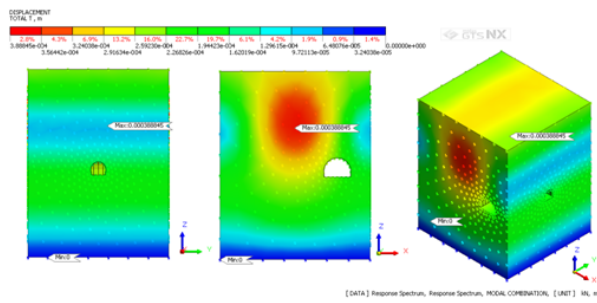 DISPLACEMENT
TOTAL T, m
2.8% 4.3% 6.9% 13.2% 16.0% 22.7% 19.7% 6.1% 4.2% 1.9% 0.9% 1.4%
3.88845e-004 3.24038e-004 2.59230e-004 1.94423e-004 1.29615e-004 6.48076e-005 0.00000e+000
3.56442e-004 2.91634e-004 2.26826e-004 1.62019e-004 9.72113e-005 3.24038e-005
GTS NX
Max:0.000388845
Max:0.000388845
Max:0.000388845
Min:0
Min:0
Min:0
Z
Y
Z
X
Z
Y
X
[DATA] Response Spectrum, Response Spectrum, MODAL COMBINATION, [UNIT] kN, m